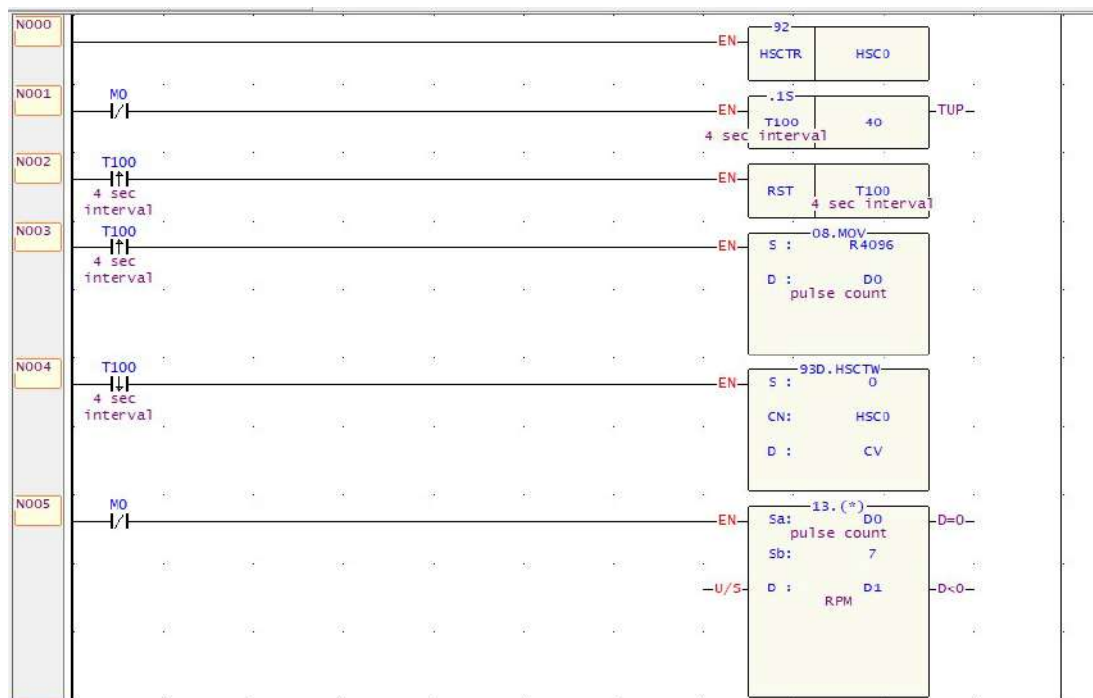 N000
92
EN
HSCTR HSC0
N001
M0
.1S
EN
T100 40
TUP
4 sec interval
N002
T100
EN
RST T100
4 sec
interval
4 sec interval
N003
T100
08.MOV
EN
S : R4096
4 sec
interval
D : D0
pulse count
N004
T100
93D.HSCTW
EN
S : 0
4 sec
interval
CN: HSC0
D : CV
N005
M0
13.(*)
EN
Sa: D0
D=0
pulse count
Sb: 7
U/S
D : D1
D<0
RPM